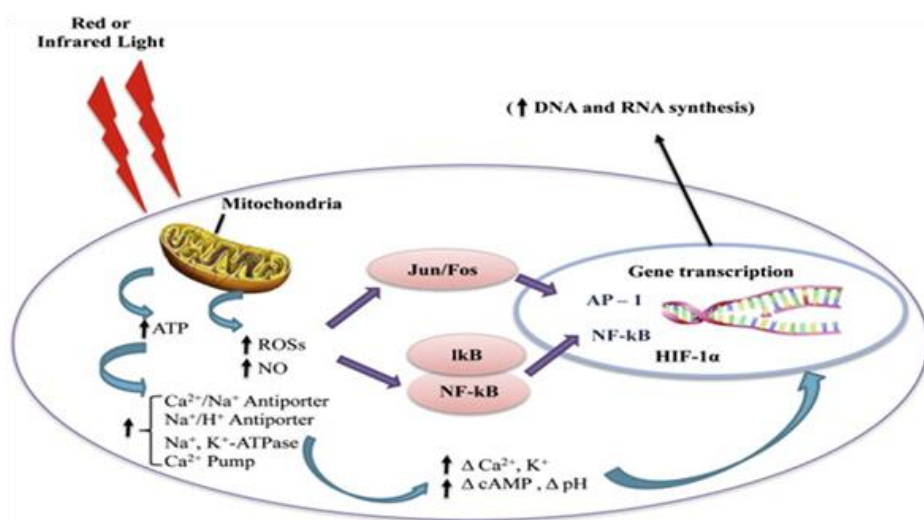 Red or
Infrared Light
(⬆ DNA and RNA synthesis)
Mitochondria
Jun/Fos
Gene transcription
AP – 1
NF-kB
HIF-1α
IkB
NF-kB
⬆ATP
⬆ ROSs
⬆ NO
⬆
Ca²⁺/Na⁺ Antiporter
Na⁺/H⁺ Antiporter
Na⁺, K⁺-ATPase
Ca²⁺ Pump
⬆ Δ Ca²⁺, K⁺
⬆ Δ cAMP , Δ pH